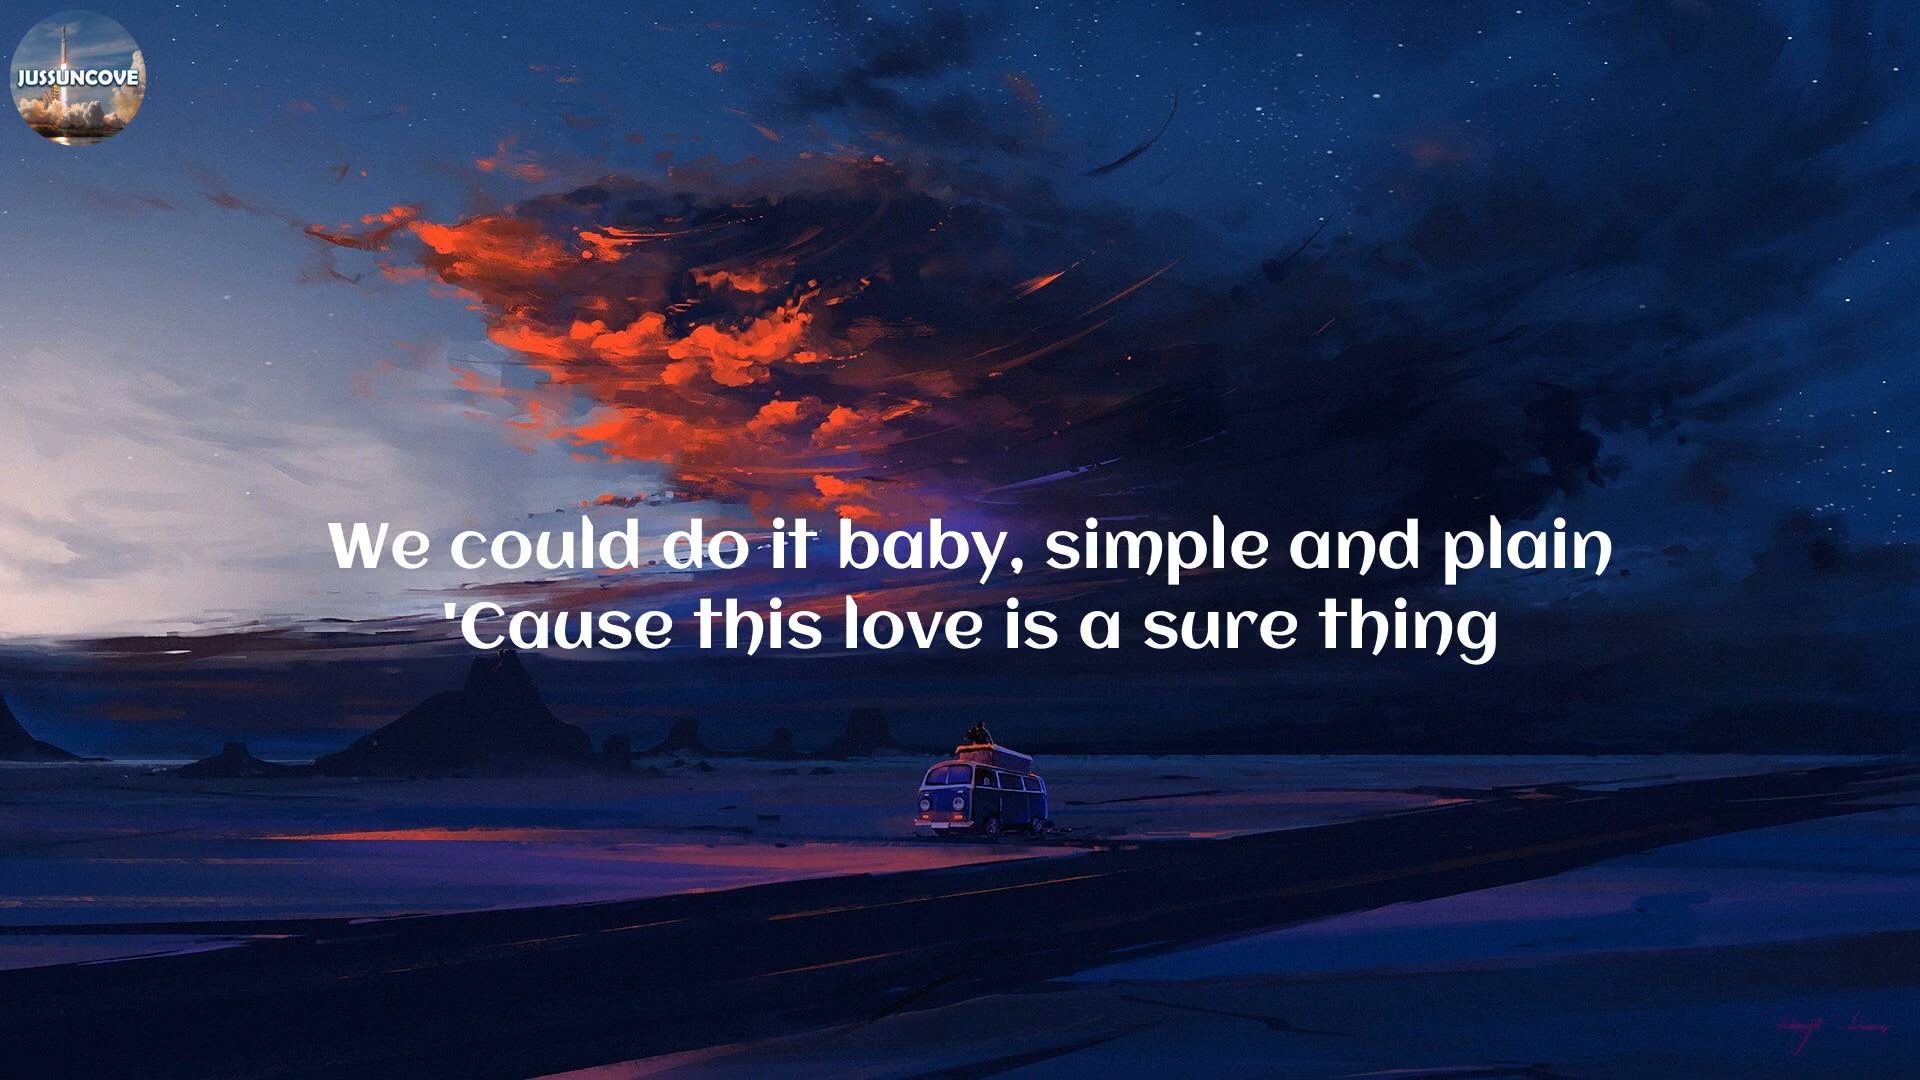 JUSSUNCOVE
We could do it baby, simple and plain
'Cause this love is a sure thing